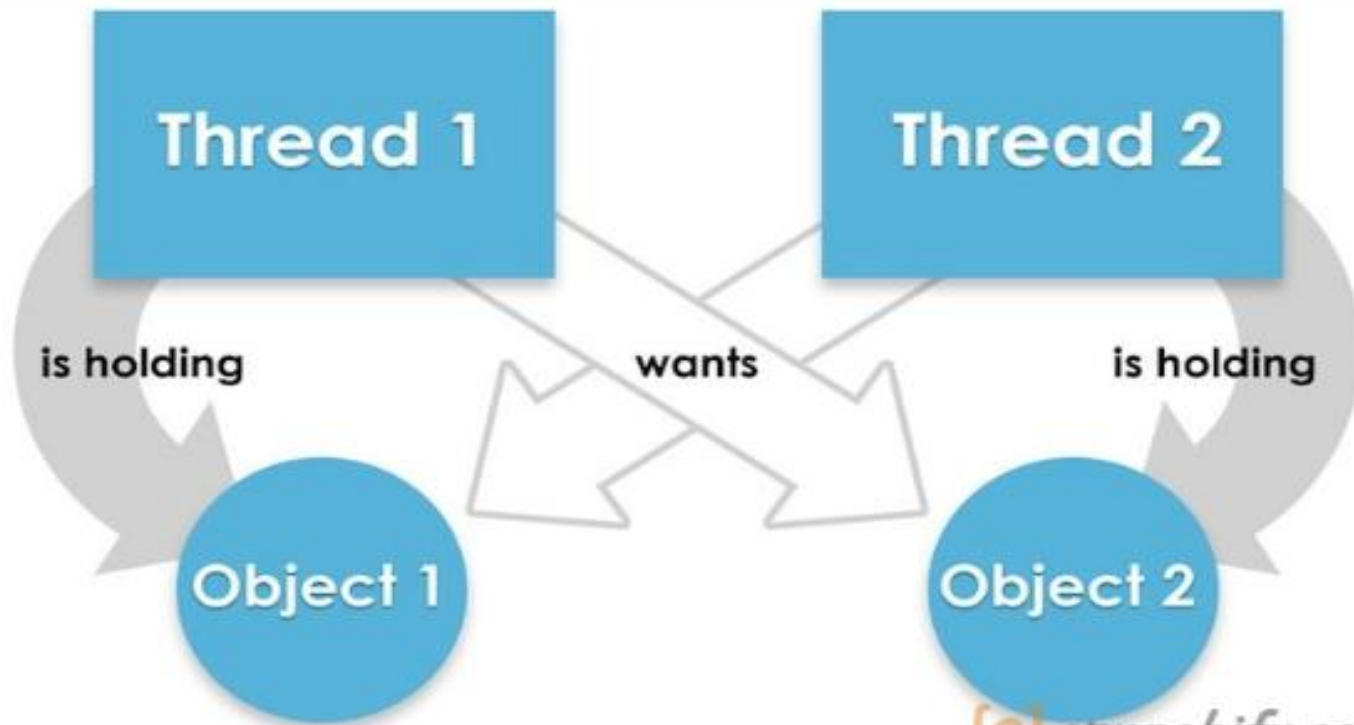 Thread 1
Thread 2
is holding
wants
is holding
Object 1
Object 2